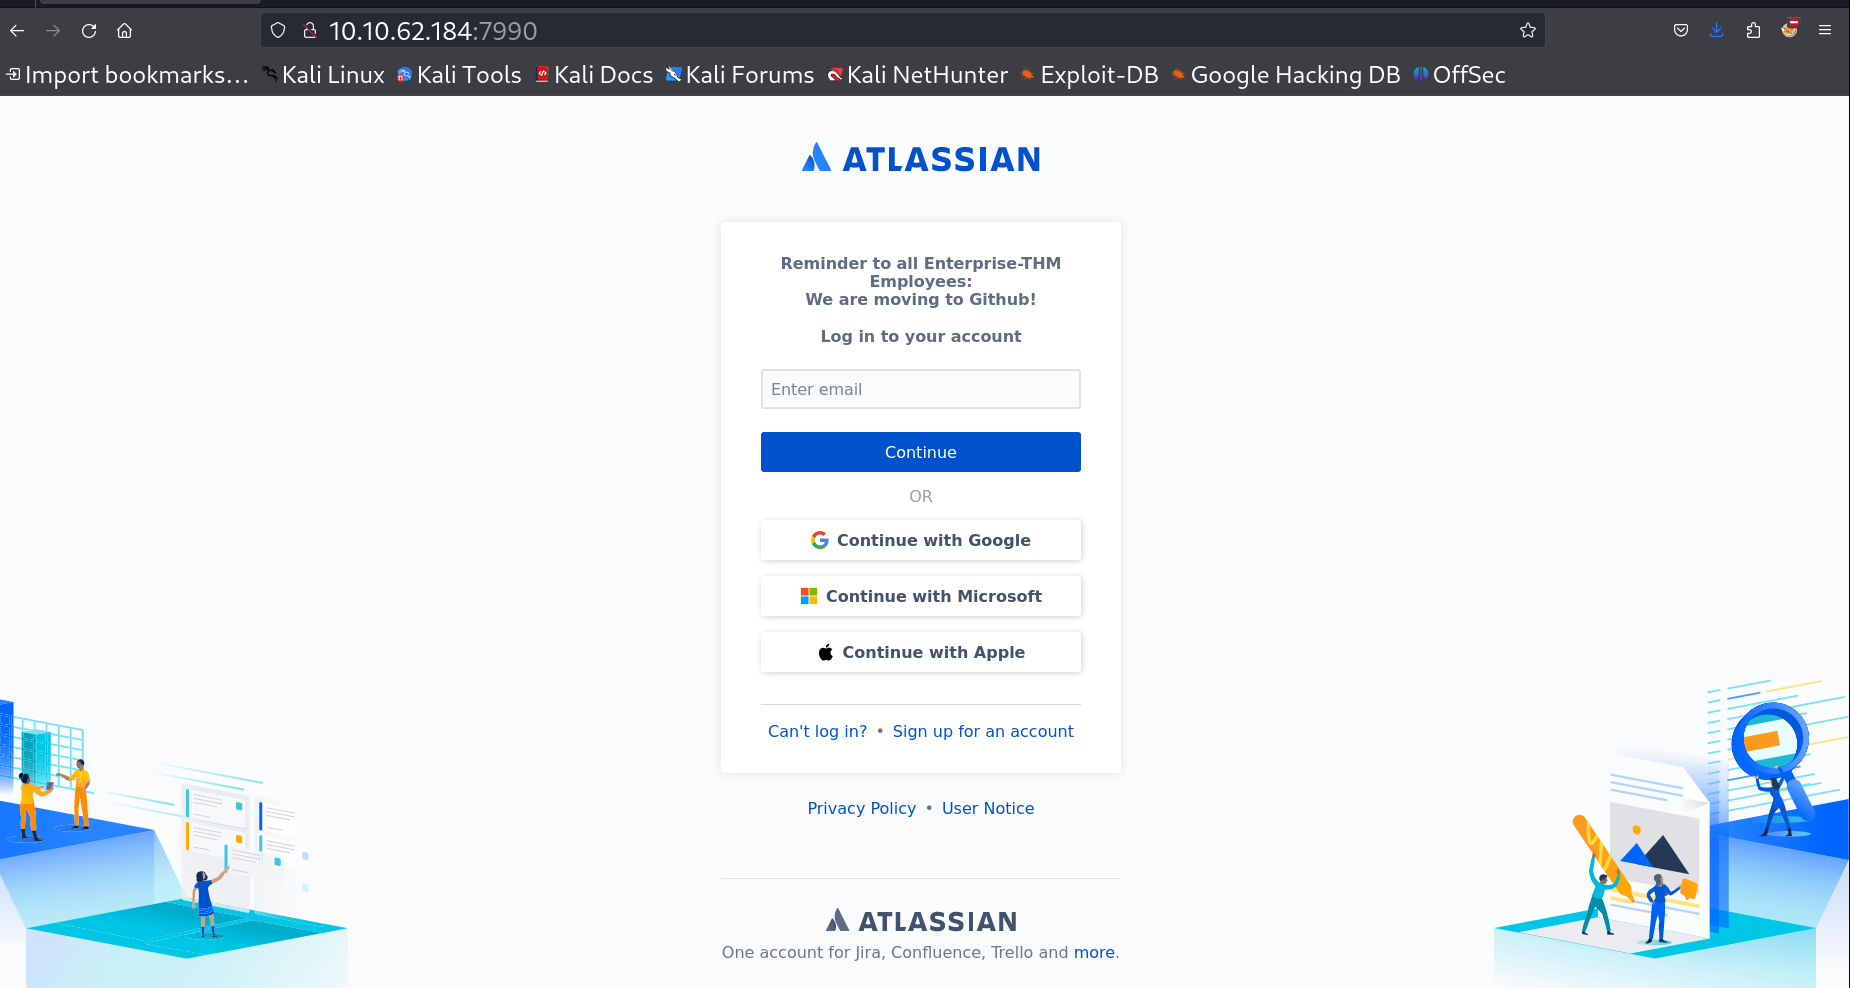 10.10.62.184:7990
Import bookmarks... Kali Linux Kali Tools Kali Docs Kali Forums Kali NetHunter Exploit-DB Google Hacking DB OffSec
ATLASSIAN
Reminder to all Enterprise-THM
Employees:
We are moving to Github!
Log in to your account
Enter email
Continue
OR
Continue with Google
Continue with Microsoft
Continue with Apple
Can't log in? • Sign up for an account
Privacy Policy • User Notice
ATLASSIAN
One account for Jira, Confluence, Trello and more.